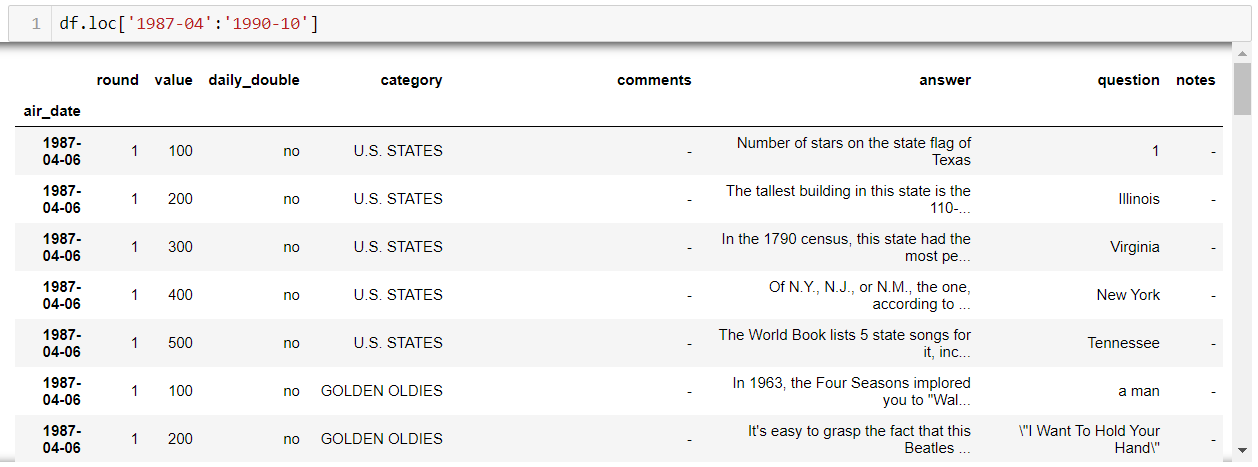 1 df.loc['1987-04':'1990-10']
round value daily_double category comments answer question notes
air_date
1987-04-06 1 100 no U.S. STATES - Number of stars on the state flag of Texas 1 -
1987-04-06 1 200 no U.S. STATES - The tallest building in this state is the 110-... Illinois -
1987-04-06 1 300 no U.S. STATES - In the 1790 census, this state had the most pe... Virginia -
1987-04-06 1 400 no U.S. STATES - Of N.Y., N.J., or N.M., the one, according to ... New York -
1987-04-06 1 500 no U.S. STATES - The World Book lists 5 state songs for it, inc... Tennessee -
1987-04-06 1 100 no GOLDEN OLDIES - In 1963, the Four Seasons implored you to "Wal... a man -
1987-04-06 1 200 no GOLDEN OLDIES - It's easy to grasp the fact that this Beatles ... \"I Want To Hold Your Hand\" -